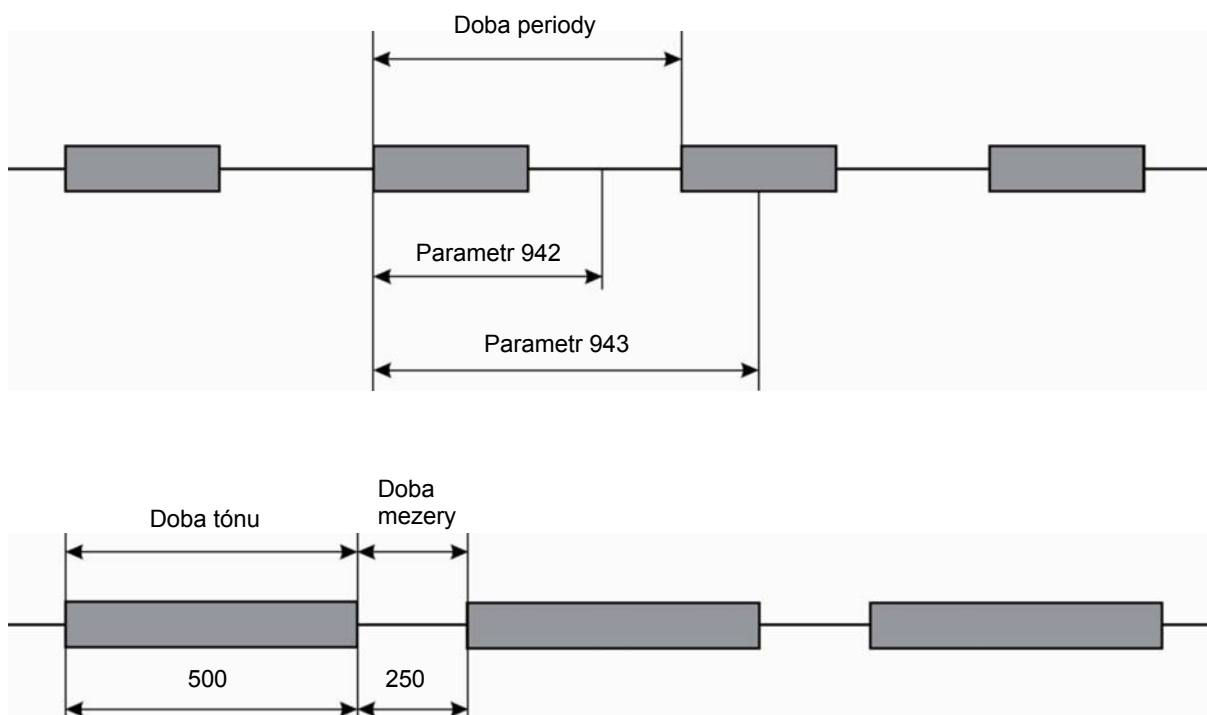 Doba periody
Parametr 942
Parametr 943
Doba tónu
Doba
mezery
500
250